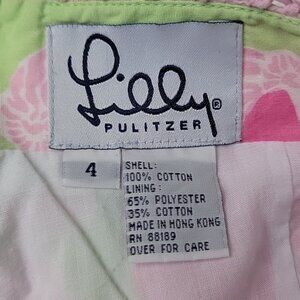 Lilly®
PULITZER
4
SHELL:
100% COTTON
LINING:
65% POLYESTER
35% COTTON
MADE IN HONG KONG
RN 88189
OVER FOR CARE